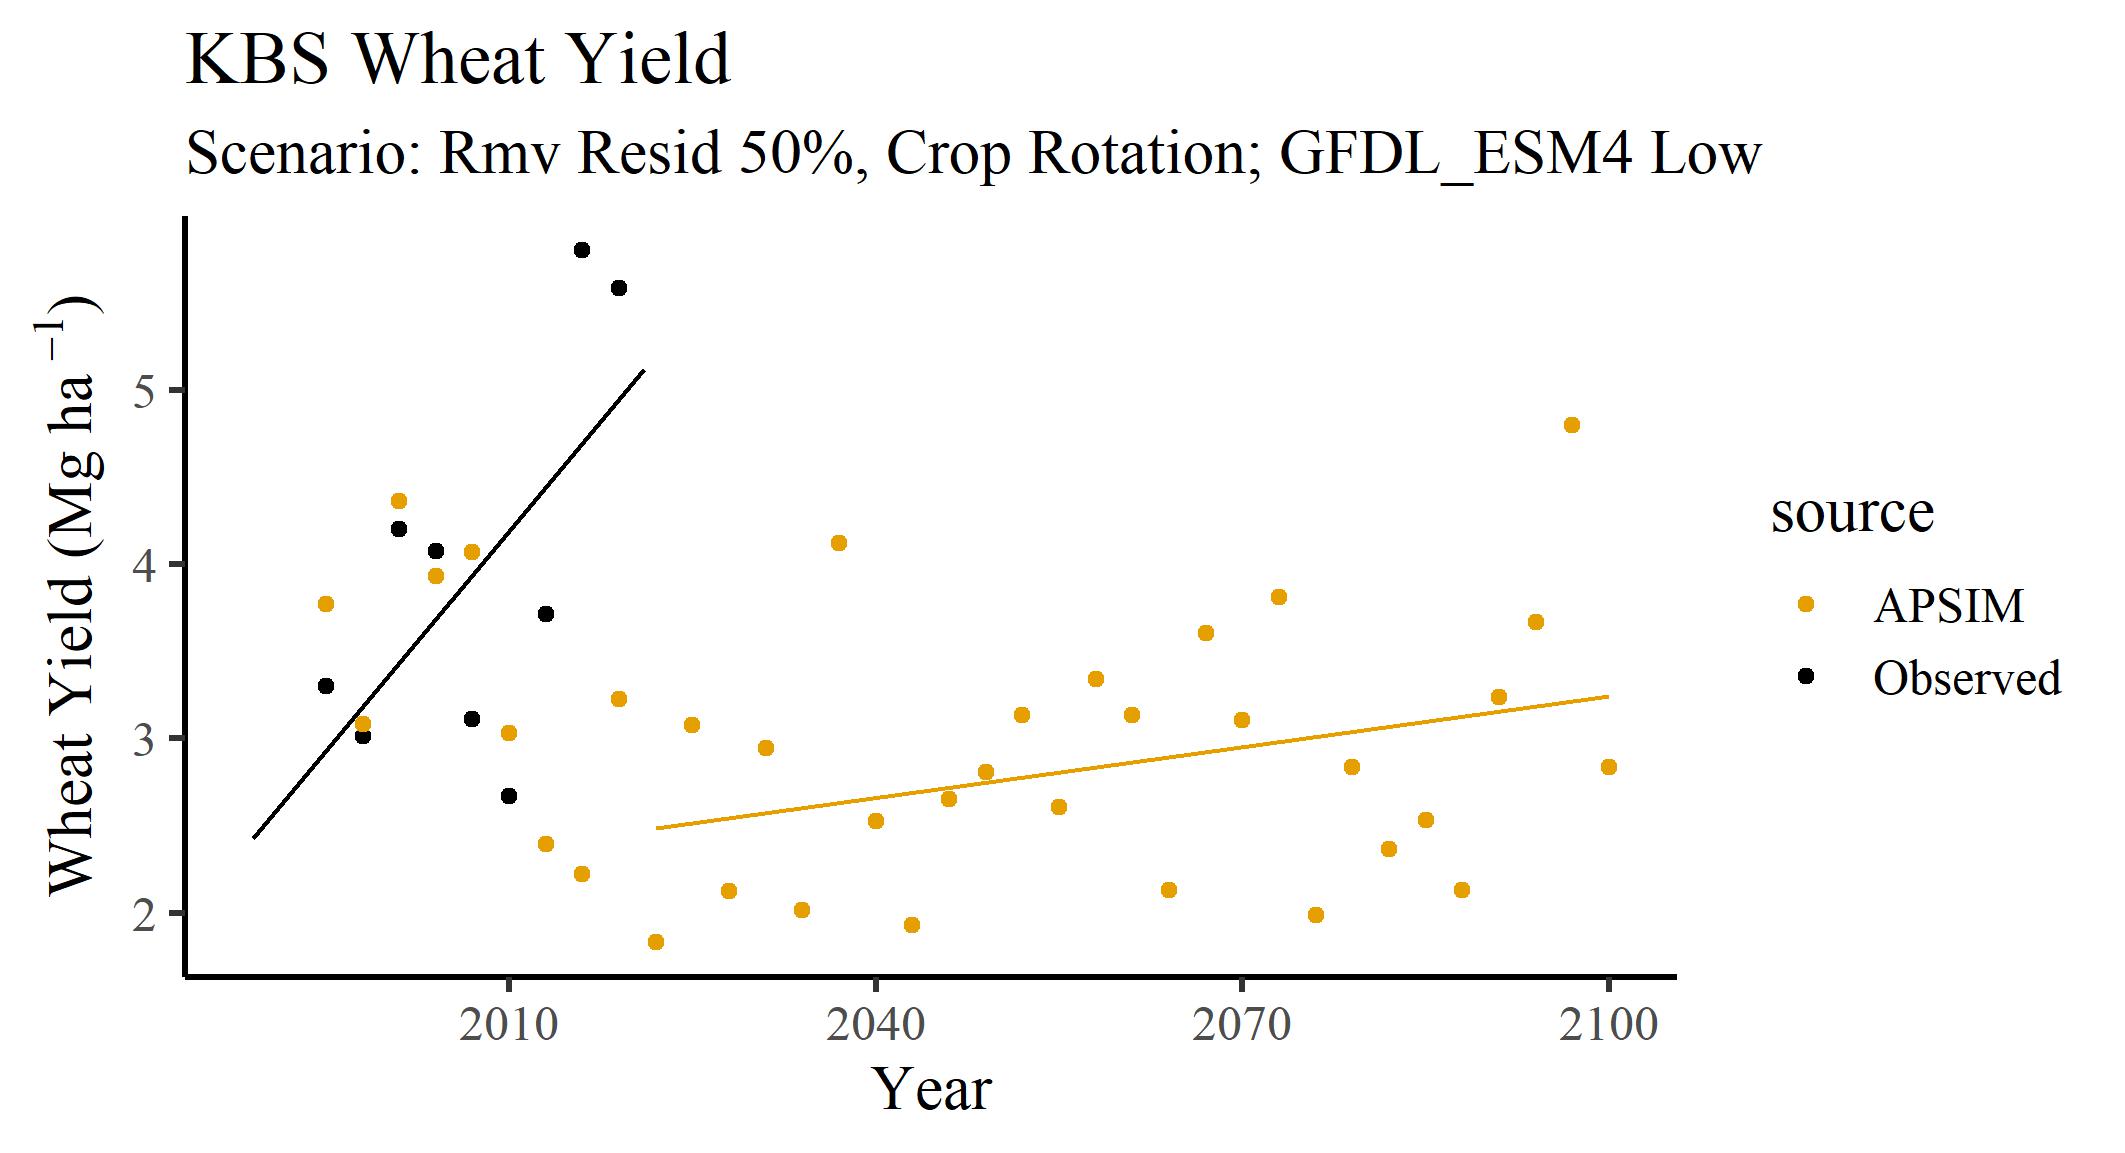 KBS Wheat Yield
Scenario: Rmv Resid 50%, Crop Rotation; GFDL_ESM4 Low
Wheat Yield (Mg ha ⁻¹)
5
4
3
2
2010 2040 2070 2100
Year
source
APSIM
Observed